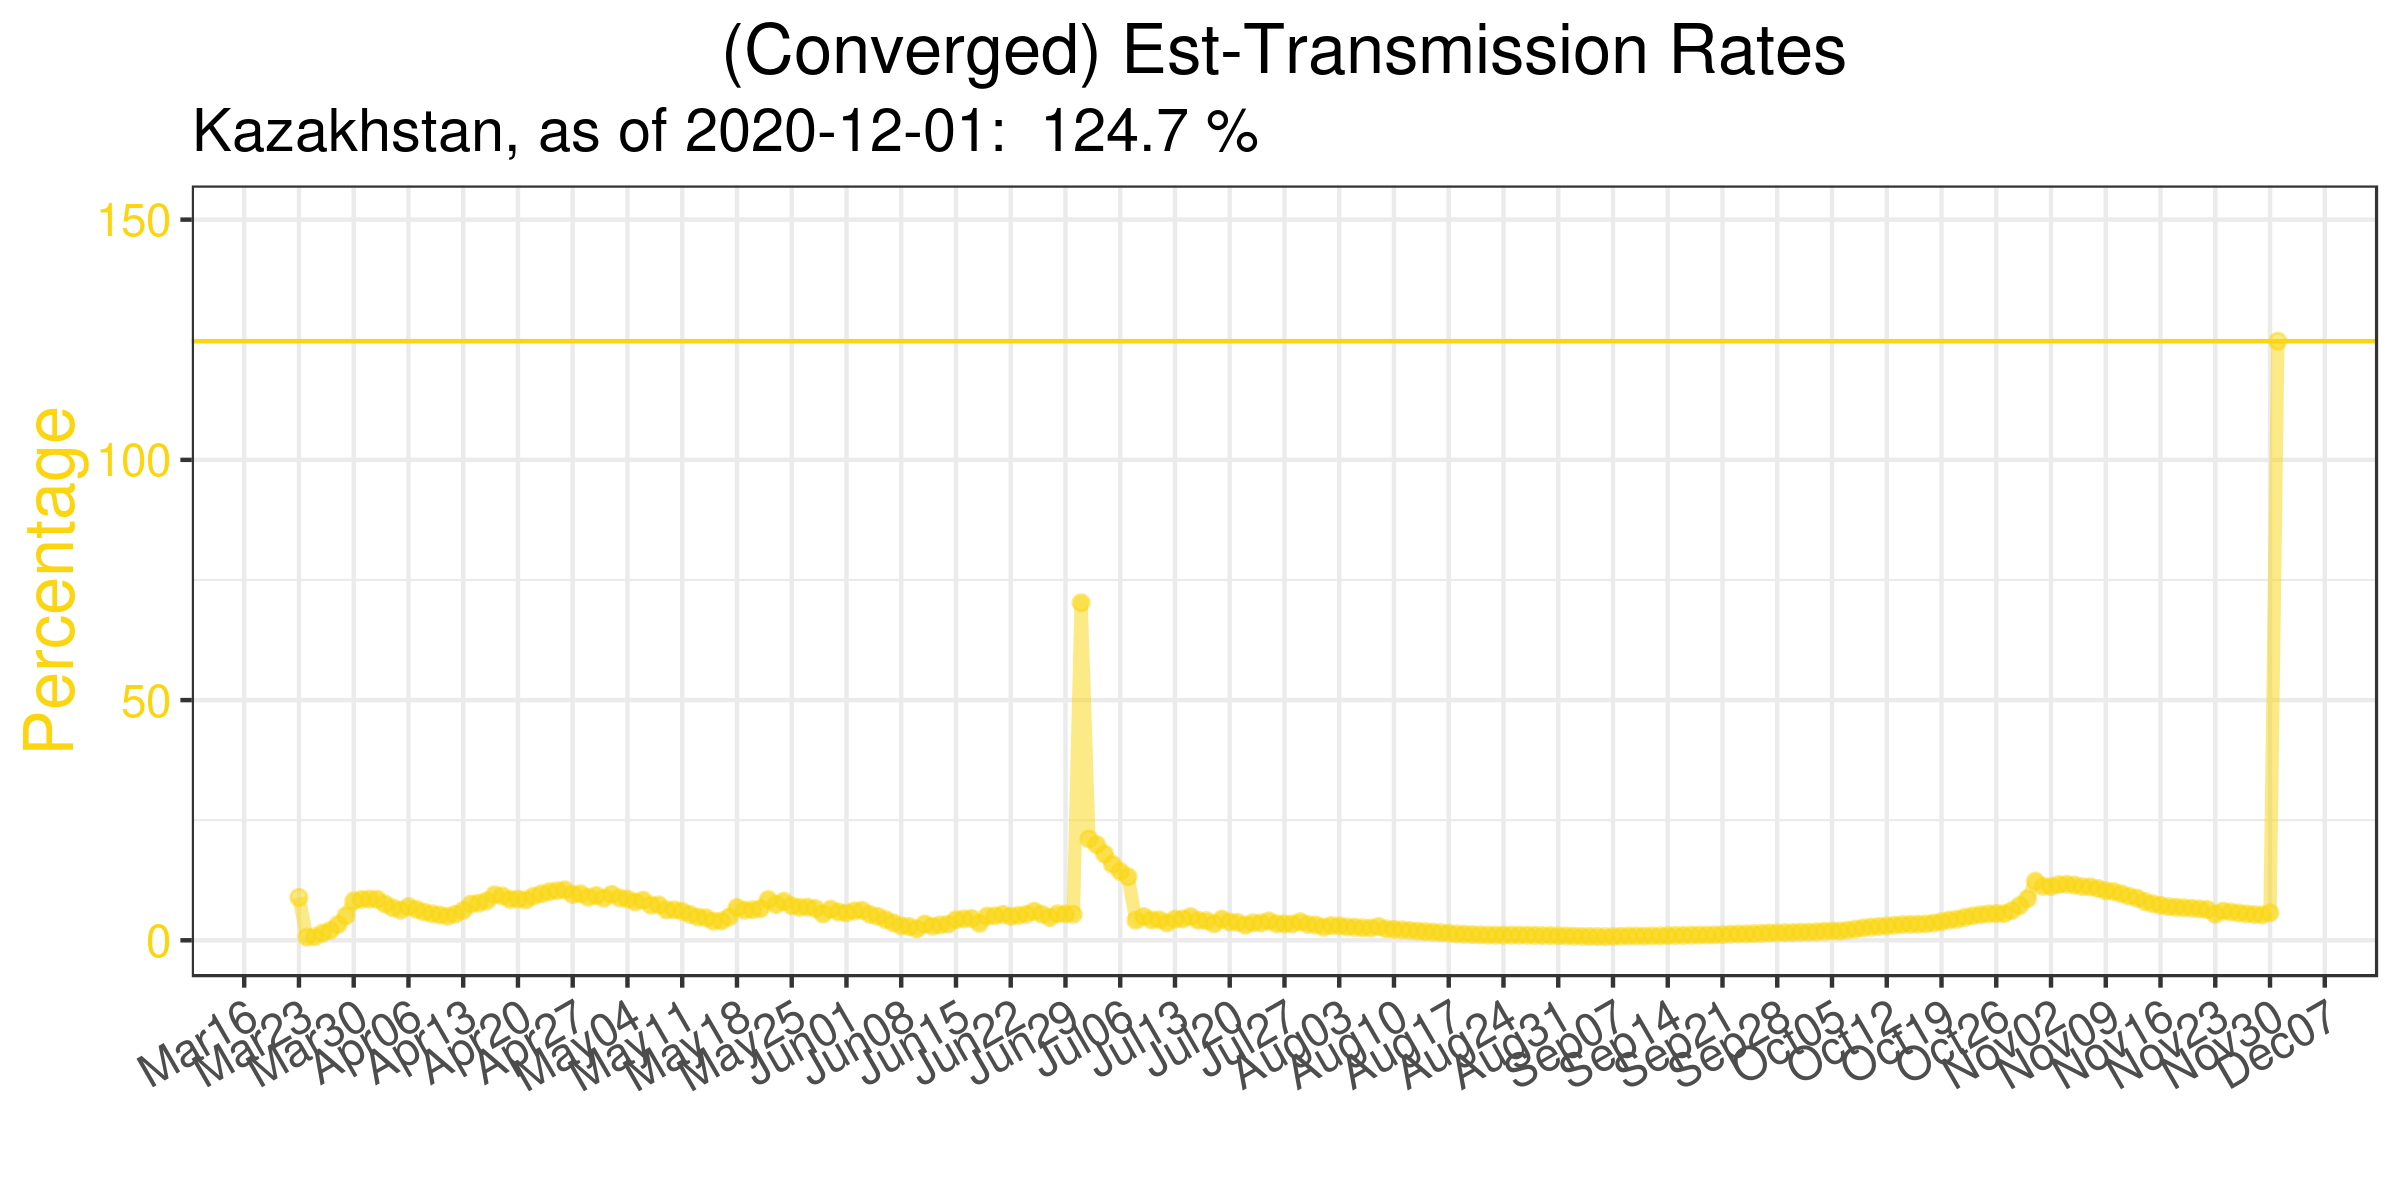 (Converged) Est-Transmission Rates
Kazakhstan, as of 2020-12-01:  124.7 %
Percentage
150
100
50
0
Mar16
Mar23
Mar30
Apr06
Apr13
Apr20
Apr27
May04
May11
May18
May25
Jun01
Jun08
Jun15
Jun22
Jun29
Jul06
Jul13
Jul20
Jul27
Aug03
Aug10
Aug17
Aug24
Aug31
Sep07
Sep14
Sep21
Sep28
Oct05
Oct12
Oct19
Oct26
Nov02
Nov09
Nov16
Nov23
Nov30
Dec07